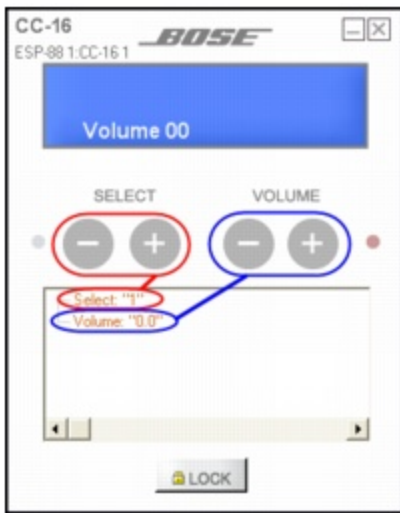 CC-16
BOSE
ESP-88 1:CC-16 1
Volume 00
SELECT VOLUME
Select: "1"
Volume: "0.0"
LOCK